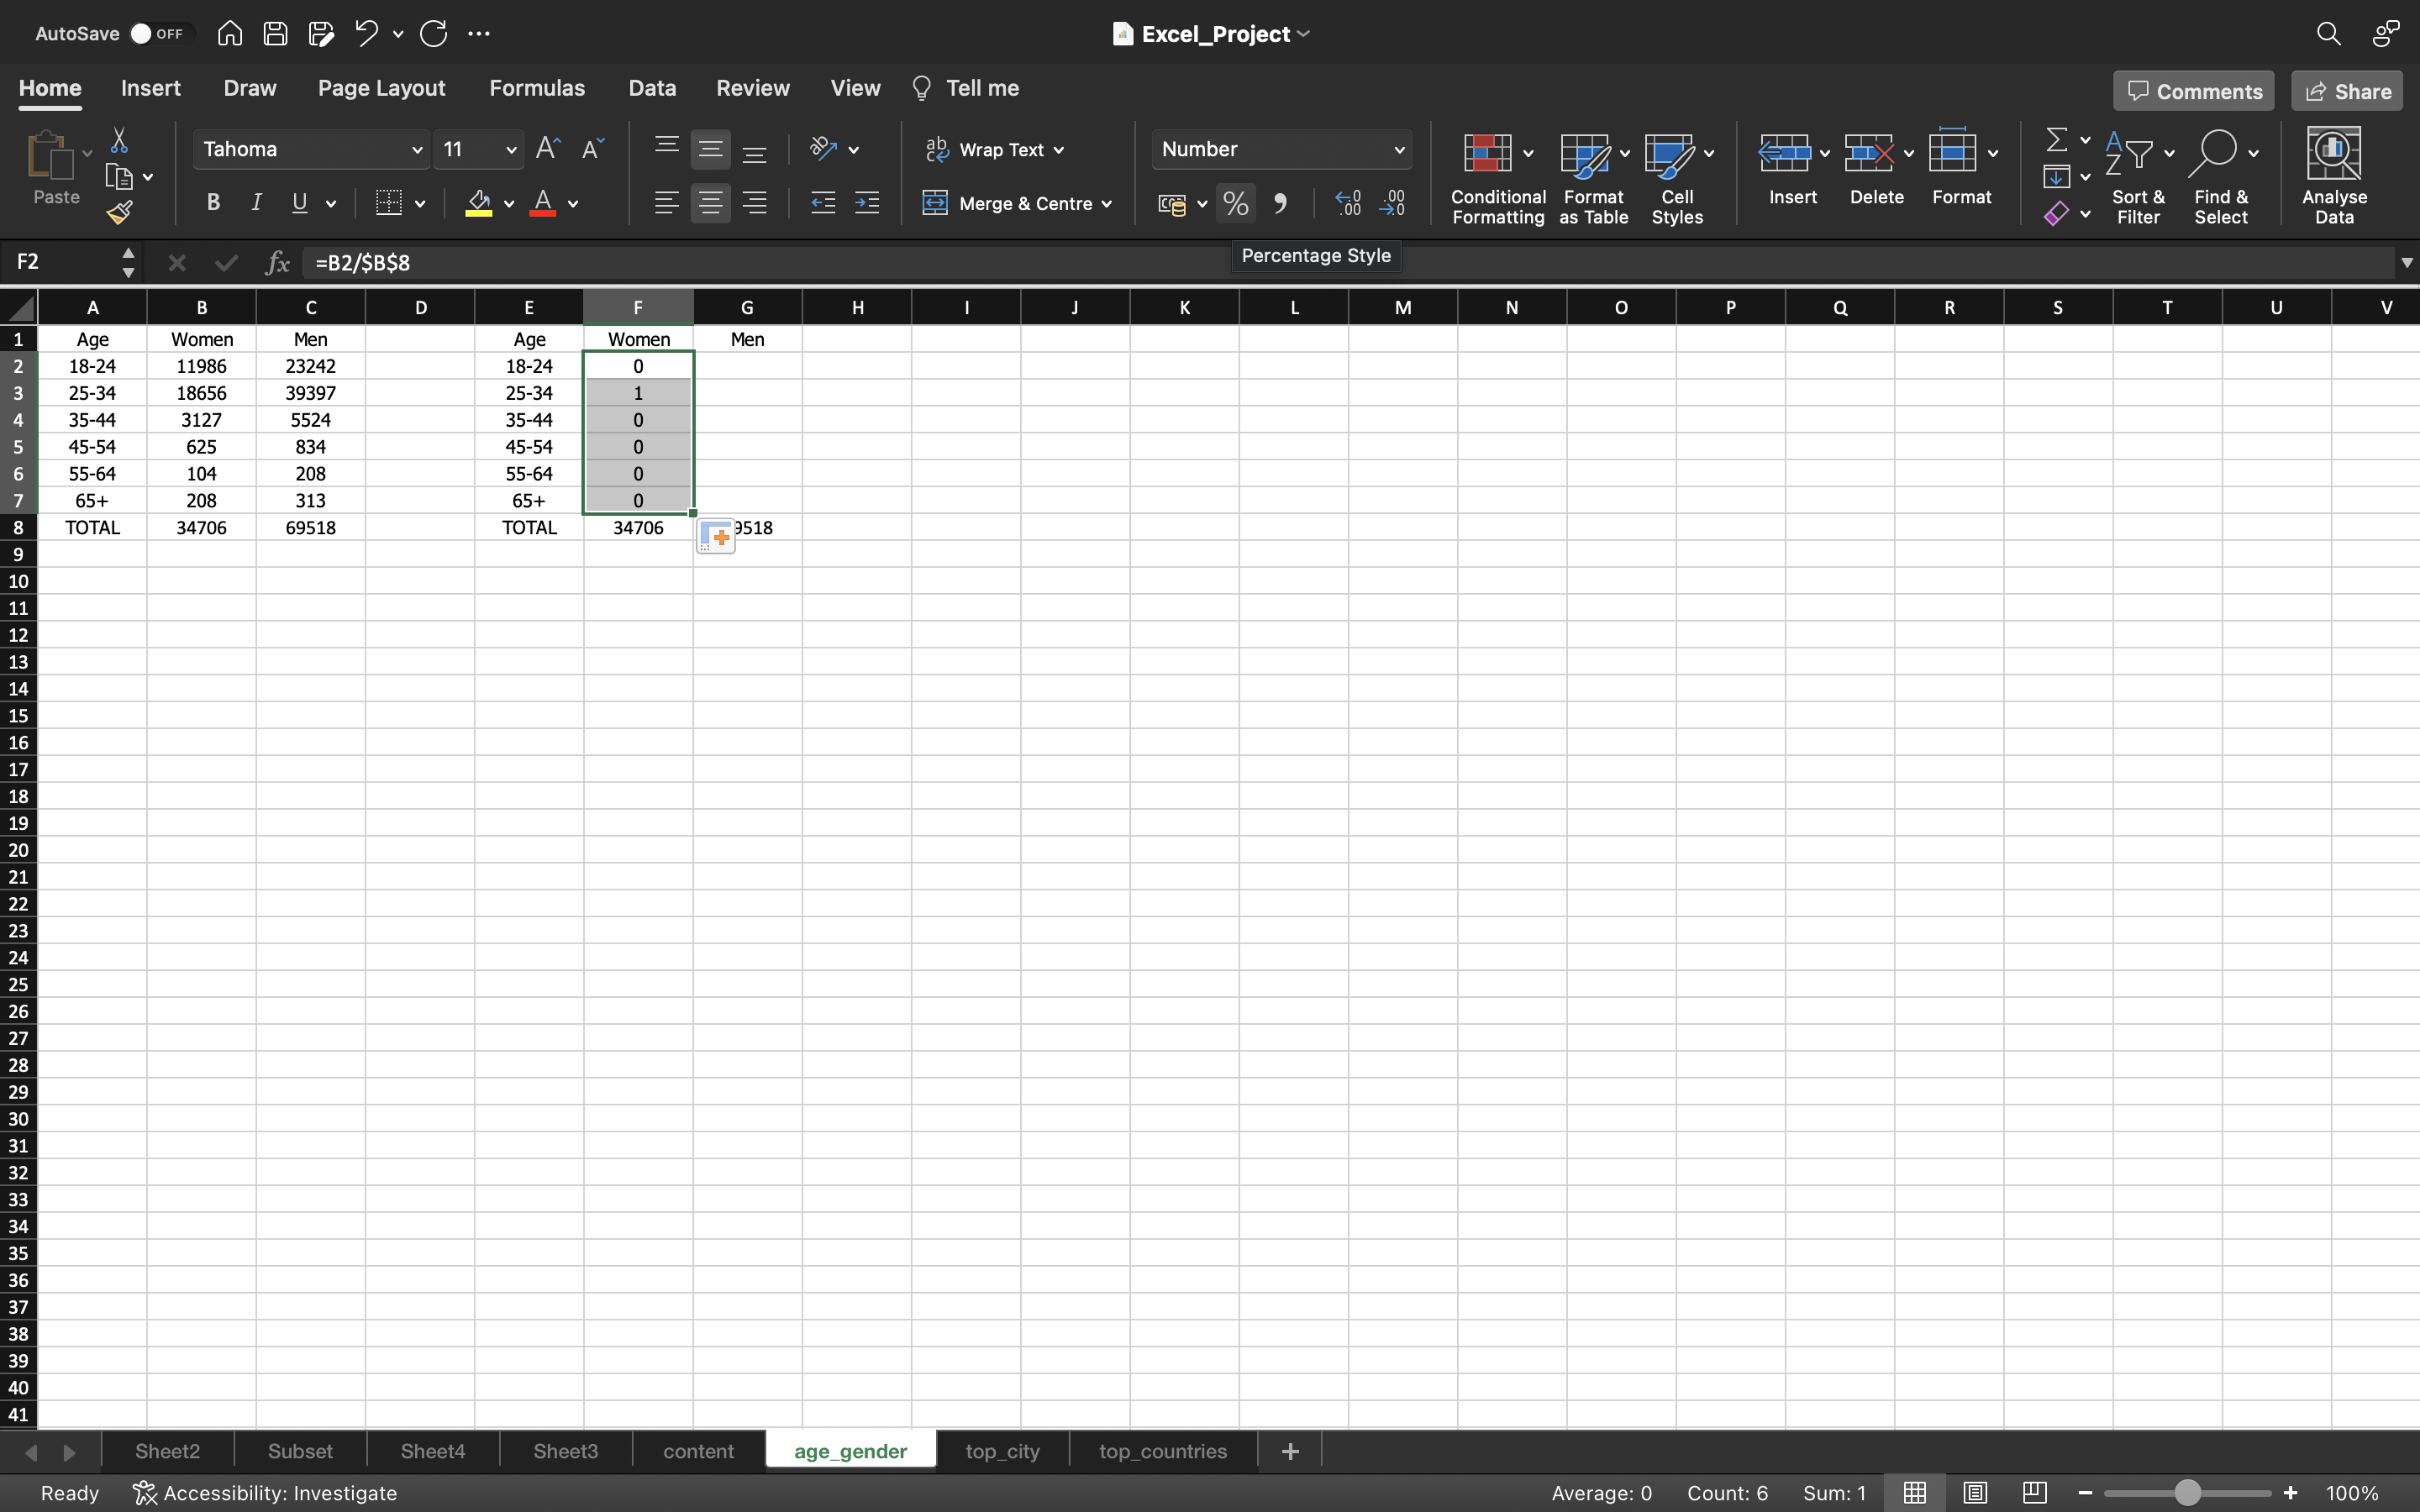 AutoSave OFF Excel_Project
Home Insert Draw Page Layout Formulas Data Review View Tell me Comments Share
Paste Tahoma 11 Wrap Text Number Conditional Formatting Format as Table Cell Styles Insert Delete Format Sort & Filter Find & Select Analyse Data
B I U Merge & Centre % 
F2 fx =B2/$B$8 Percentage Style
A B C D E F G H I J K L M N O P Q R S T U V
1 Age Women Men Age Women Men
2 18-24 11986 23242 18-24 0
3 25-34 18656 39397 25-34 1
4 35-44 3127 5524 35-44 0
5 45-54 625 834 45-54 0
6 55-64 104 208 55-64 0
7 65+ 208 313 65+ 0
8 TOTAL 34706 69518 TOTAL 34706 9518
9
10
11
12
13
14
15
16
17
18
19
20
21
22
23
24
25
26
27
28
29
30
31
32
33
34
35
36
37
38
39
40
41
Sheet2 Subset Sheet4 Sheet3 content age_gender top_city top_countries +
Ready Accessibility: Investigate Average: 0 Count: 6 Sum: 1 100%